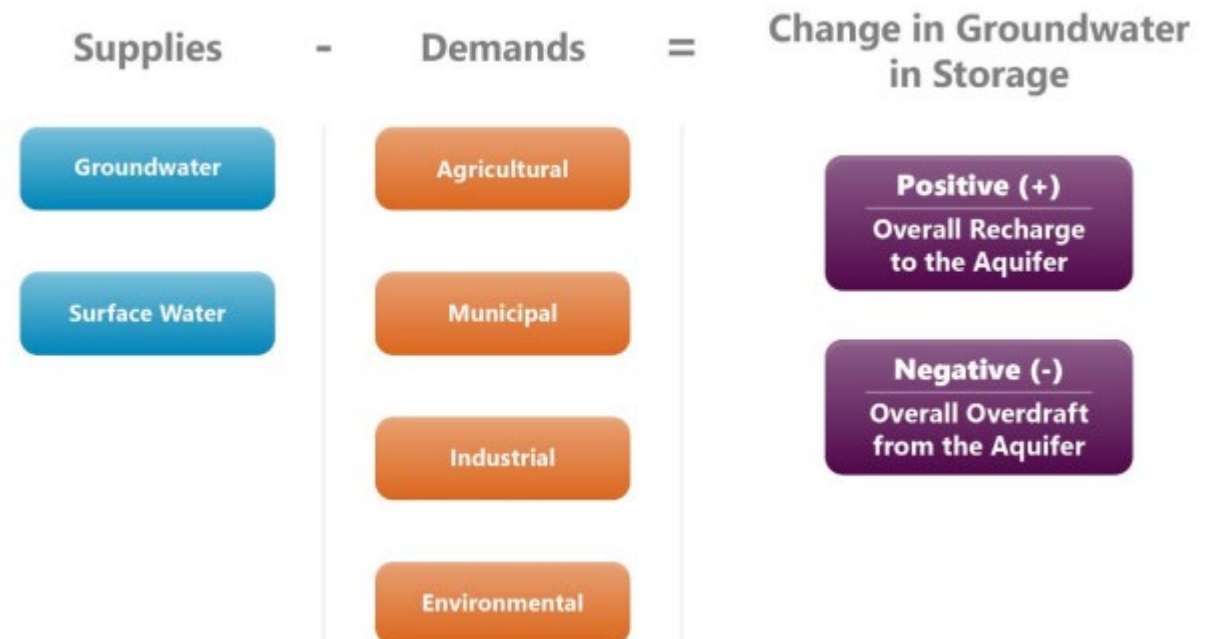 Supplies - Demands = Change in Groundwater
in Storage
Groundwater
Surface Water
Agricultural
Municipal
Industrial
Environmental
Positive (+)
Overall Recharge
to the Aquifer
Negative (-)
Overall Overdraft
from the Aquifer